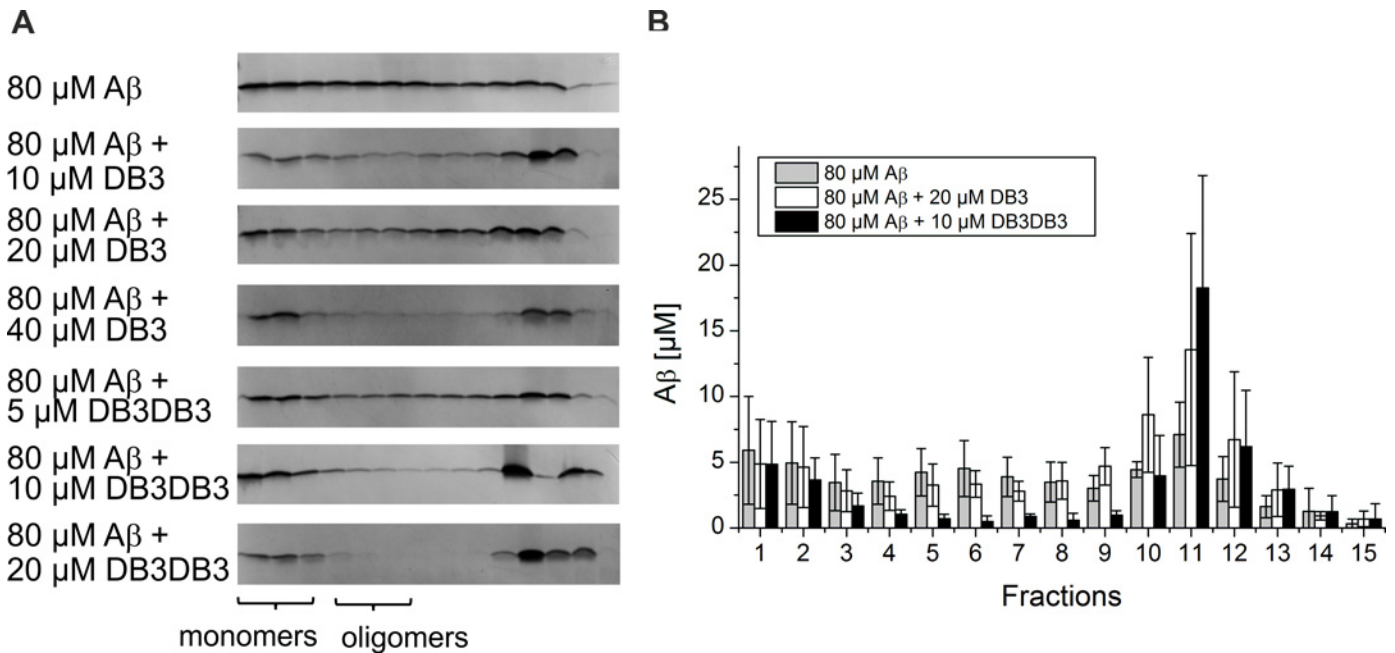 A
80 µM Aβ
80 µM Aβ +
10 µM DB3
80 µM Aβ +
20 µM DB3
80 µM Aβ +
40 µM DB3
80 µM Aβ +
5 µM DB3DB3
80 µM Aβ +
10 µM DB3DB3
80 µM Aβ +
20 µM DB3DB3
monomers oligomers
B
80 µM Aβ
80 µM Aβ + 20 µM DB3
80 µM Aβ + 10 µM DB3DB3
Aβ [µM]
25
20
15
10
5
0
1 2 3 4 5 6 7 8 9 10 11 12 13 14 15
Fractions